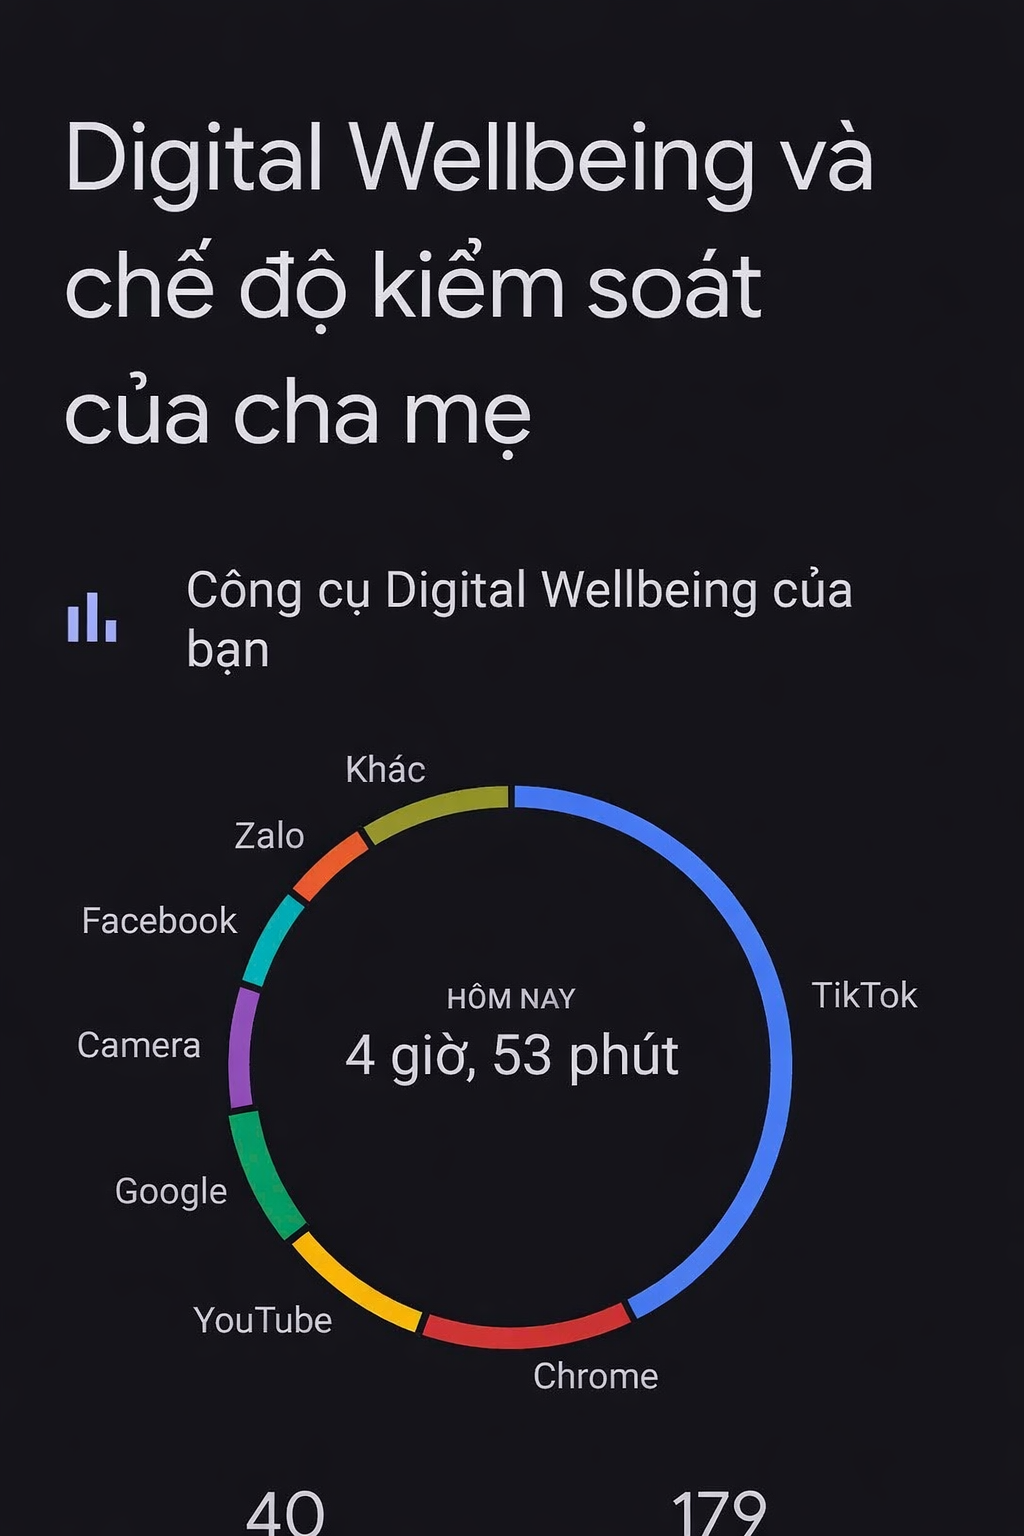 Digital Wellbeing và
chế độ kiểm soát
của cha mẹ
Công cụ Digital Wellbeing của
bạn
Khác
Zalo
Facebook
HÔM NAY
TikTok
4 giờ, 53 phút
Camera
Google
YouTube
Chrome
40
179